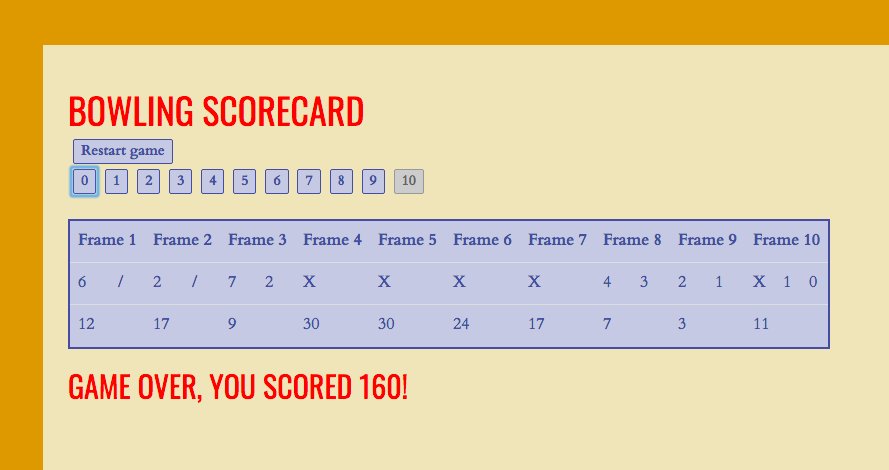 BOWLING SCORECARD
Restart game
0 1 2 3 4 5 6 7 8 9 10
Frame 1 Frame 2 Frame 3 Frame 4 Frame 5 Frame 6 Frame 7 Frame 8 Frame 9 Frame 10
6 / 2 / 7 2 X X X X 4 3 2 1 X 1 0
12 17 9 30 30 24 17 7 3 11
GAME OVER, YOU SCORED 160!